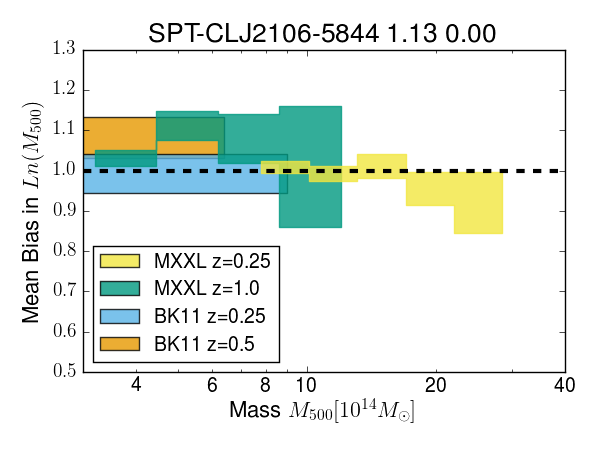 SPT-CLJ2106-5844 1.13 0.00
1.3
1.2
1.1
1.0
0.9
0.8
0.7
0.6
0.5
Mean Bias in Ln(M500)
MXXL z=0.25
MXXL z=1.0
BK11 z=0.25
BK11 z=0.5
4 6 8 10 20 40
Mass M500[10^14M⊙]